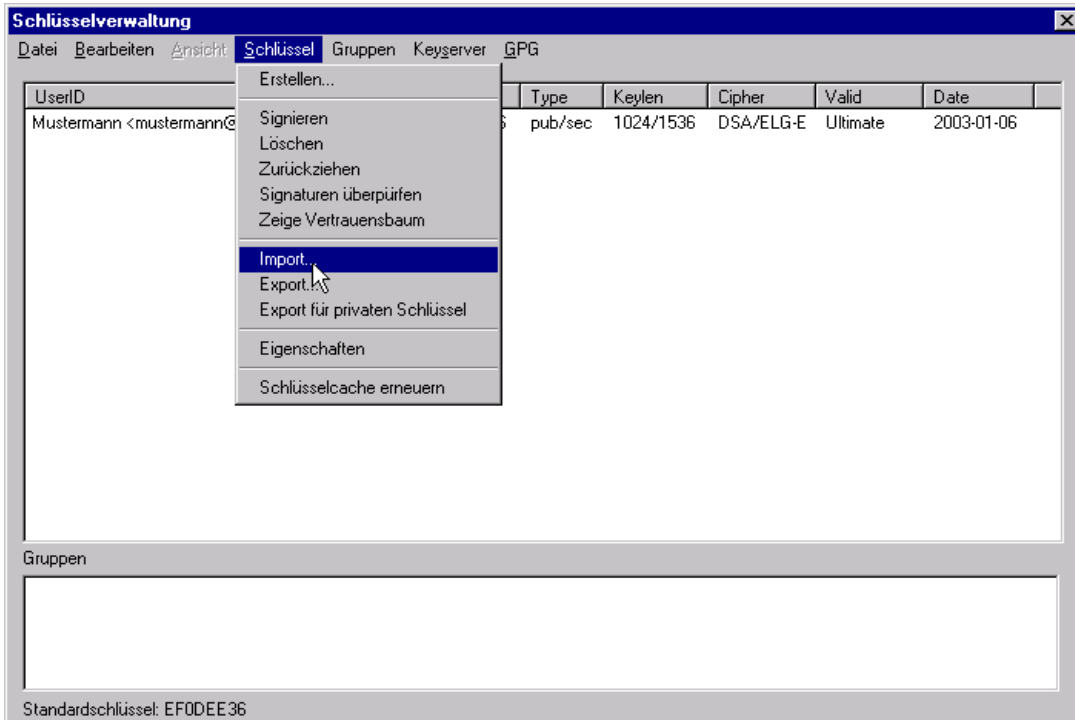 Schlüsselverwaltung
Datei Bearbeiten Ansicht Schlüssel Gruppen Keyserver GPG
Erstellen...
UserID Type Keylen Cipher Valid Date
Mustermann <mustermann@ 6 pub/sec 1024/1536 DSA/ELG-E Ultimate 2003-01-06
Signieren
Löschen
Zurückziehen
Signaturen überpürfen
Zeige Vertrauensbaum
Import...
Export...
Export für privaten Schlüssel
Eigenschaften
Schlüsselcache erneuern
Gruppen
Standardschlüssel: EF0DEE36